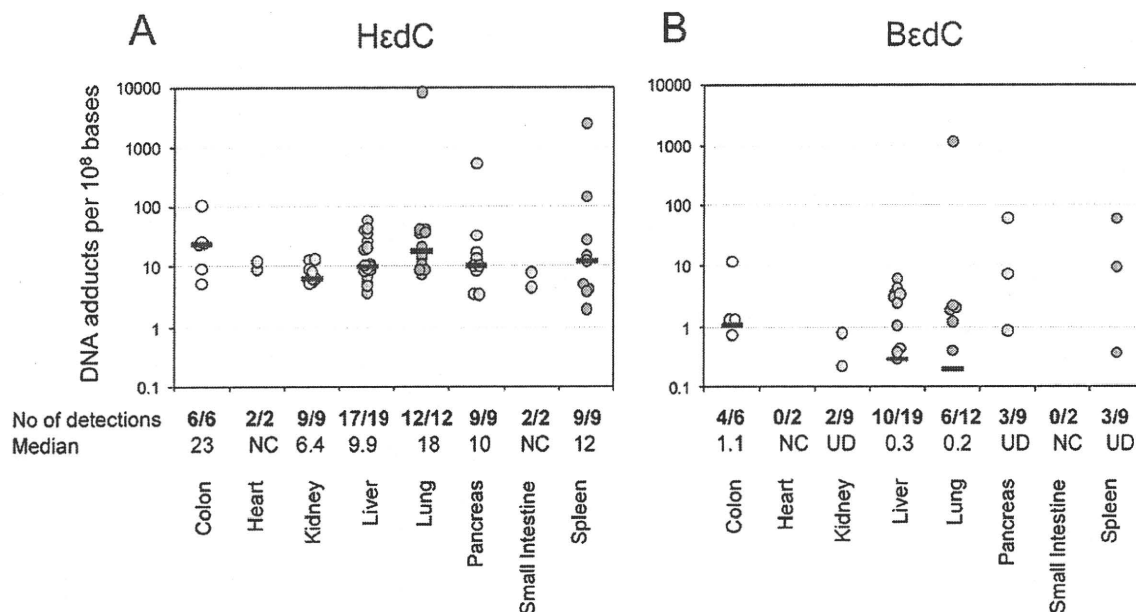 A
HεdC
DNA adducts per 10⁸ bases
10000
1000
100
10
1
0.1
No of detections 6/6 2/2 9/9 17/19 12/12 9/9 2/2 9/9
Median 23 NC 6.4 9.9 18 10 NC 12
Colon
Heart
Kidney
Liver
Lung
Pancreas
Small Intestine
Spleen
B
BεdC
10000
1000
100
10
1
0.1
4/6 0/2 2/9 10/19 6/12 3/9 0/2 3/9
1.1 NC UD 0.3 0.2 UD NC UD
Colon
Heart
Kidney
Liver
Lung
Pancreas
Small Intestine
Spleen